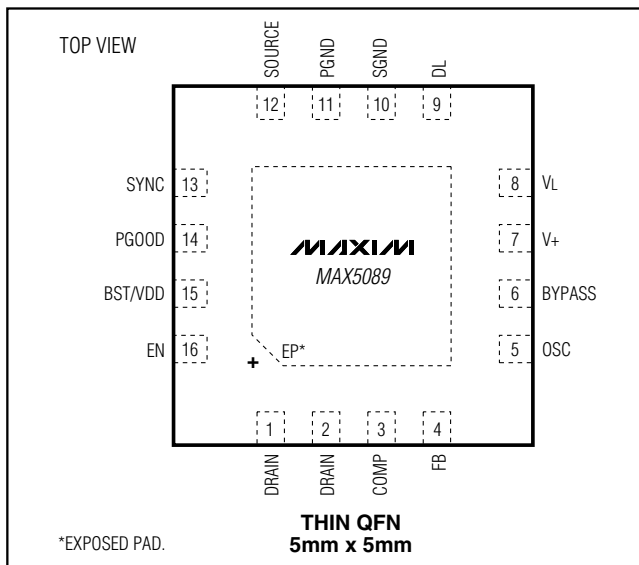 TOP VIEW
SOURCE
PGND
SGND
DL
12
11
10
9
SYNC
13
8
VL
PGOOD
14
7
V+
BST/VDD
15
6
BYPASS
EN
16
5
OSC
MAXIM
MAX5089
+
EP*
1
2
3
4
DRAIN
DRAIN
COMP
FB
THIN QFN
5mm x 5mm
*EXPOSED PAD.